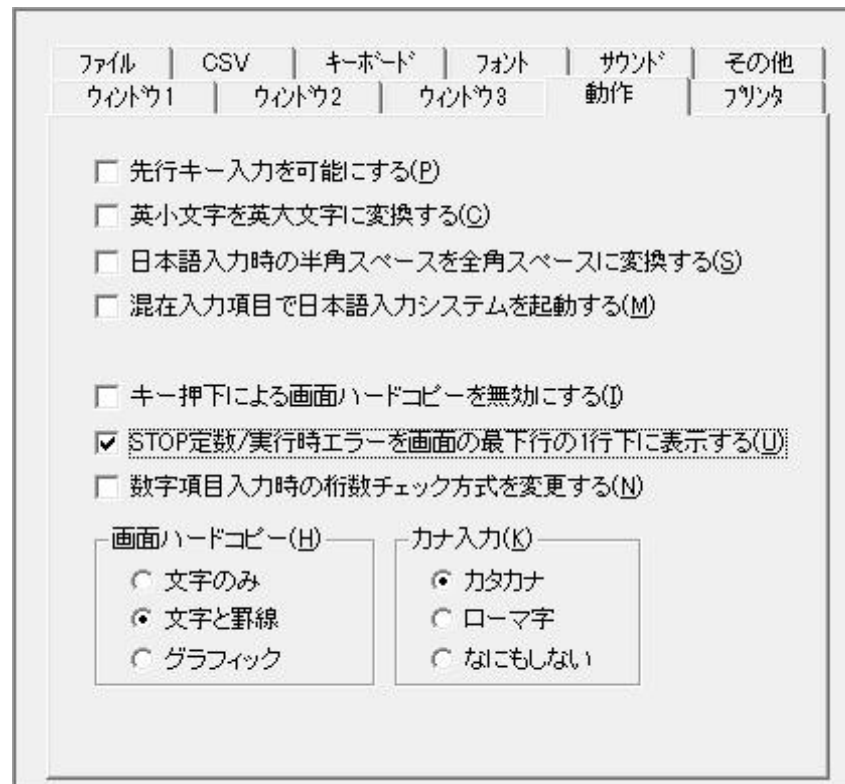 ファイル CSV キーボード フォント サウンド その他
ウィンドウ1 ウィンドウ2 ウィンドウ3 動作 プリンタ
先行キー入力を可能にする(P)
英小文字を英大文字に変換する(C)
日本語入力時の半角スペースを全角スペースに変換する(S)
混在入力項目で日本語入力システムを起動する(M)
キー押下による画面ハードコピーを無効にする(I)
STOP定数/実行時エラーを画面の最下行の1行下に表示する(U)
数字項目入力時の桁数チェック方式を変更する(N)
画面ハードコピー(H) カナ入力(K)
文字のみ カタカナ
文字と罫線 ローマ字
グラフィック なにもしない